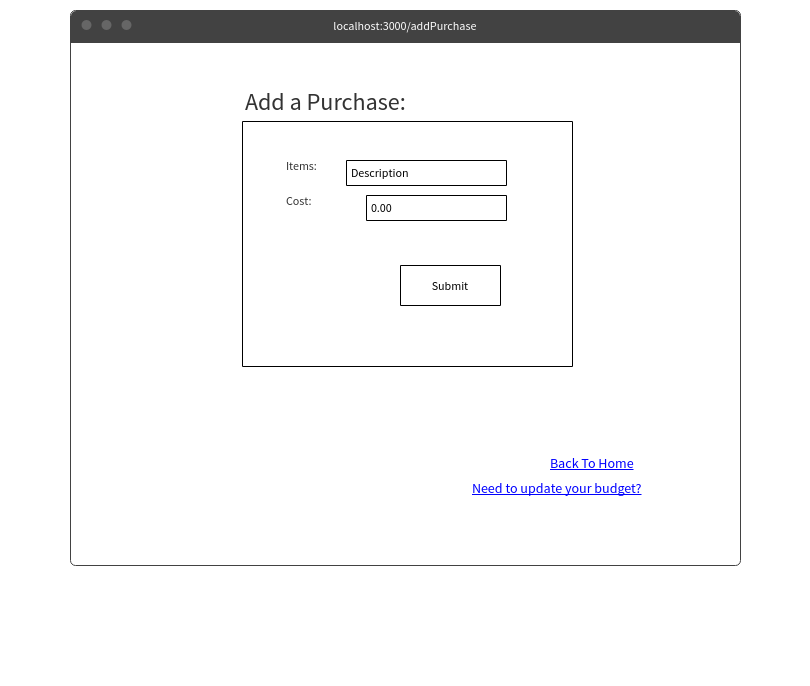 localhost:3000/addPurchase
Add a Purchase:
Items:
Description
Cost:
0.00
Submit
Back To Home
Need to update your budget?